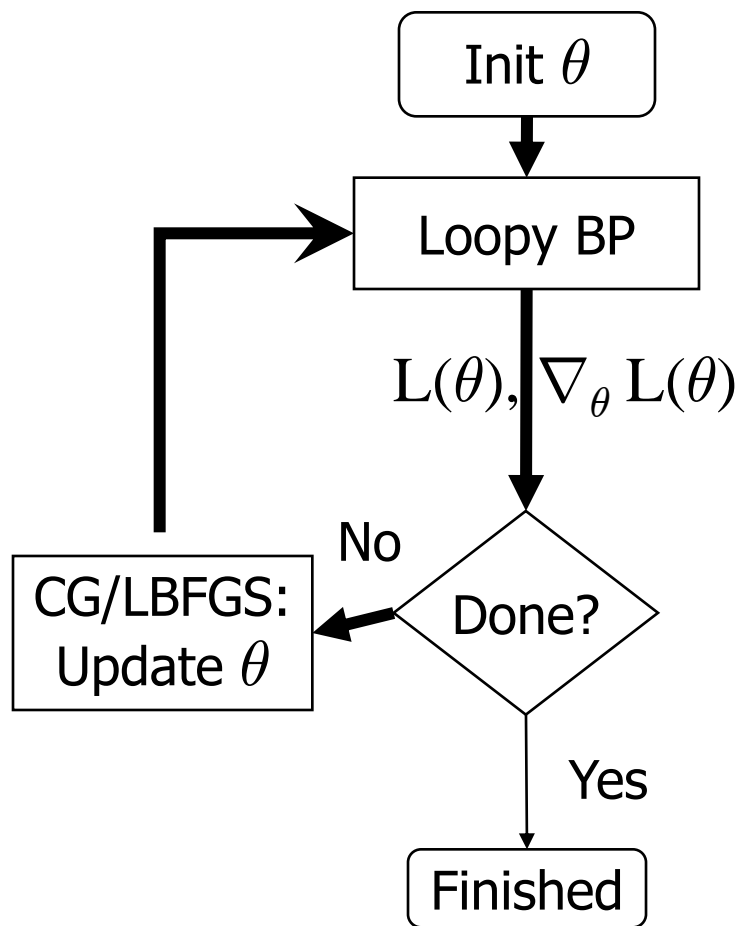 Init θ
Loopy BP
L(θ), ∇θ L(θ)
No
CG/LBFGS:
Update θ
Done?
Yes
Finished